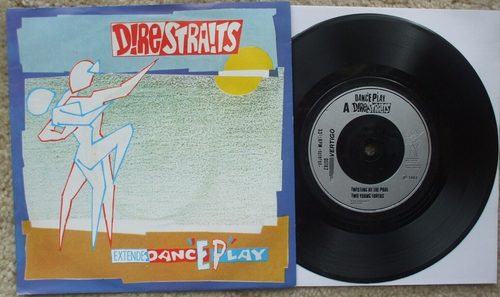 DIRE STRAITS
EXTENDEDANCEPLAY
DANCE PLAY
A DIRE STRAITS
VERTIGO
TWISTING BY THE POOL
TWO YOUNG LOVERS